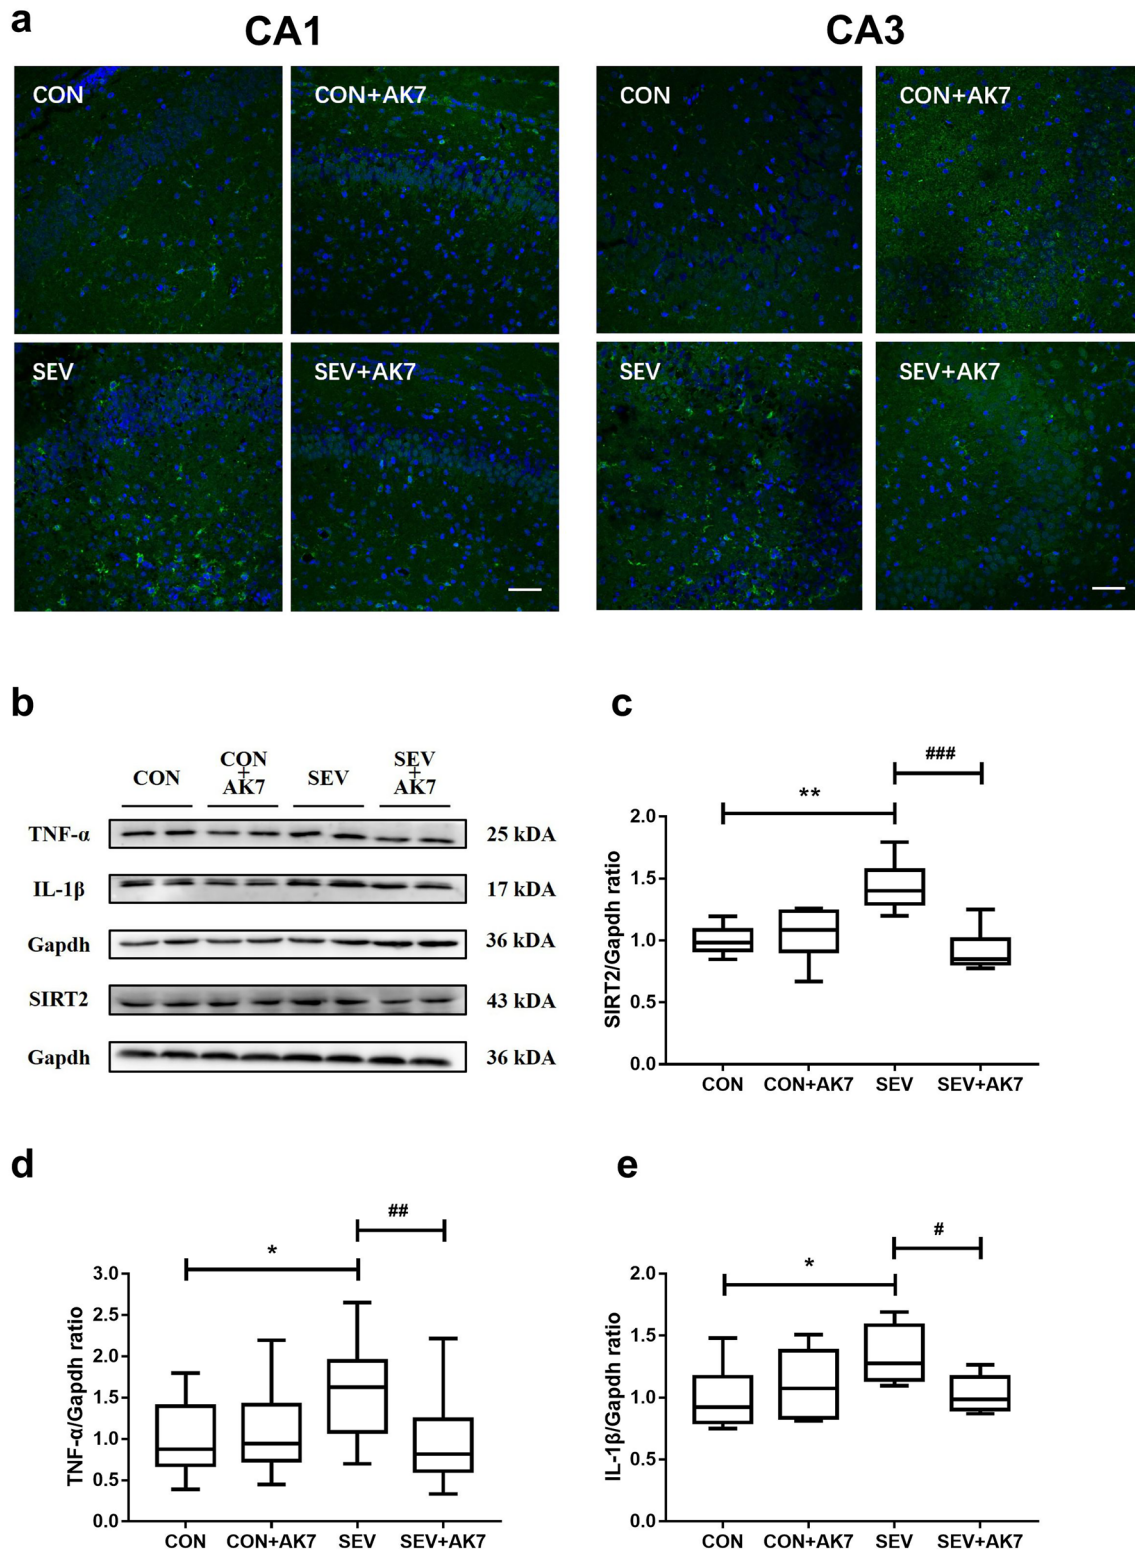 a
CA1
CA3
CON
CON+AK7
CON
CON+AK7
SEV
SEV+AK7
SEV
SEV+AK7
b
CON
CON
+
AK7
SEV
SEV
+
AK7
TNF-α
25 kDA
IL-1β
17 kDA
Gapdh
36 kDA
SIRT2
43 kDA
Gapdh
36 kDA
c
###
**
2.0
1.5
1.0
0.5
0.0
SIRT2/Gapdh ratio
CON
CON+AK7
SEV
SEV+AK7
d
##
*
3.0
2.5
2.0
1.5
1.0
0.5
0.0
TNF-α/Gapdh ratio
CON
CON+AK7
SEV
SEV+AK7
e
#
*
2.0
1.5
1.0
0.5
0.0
IL-1β/Gapdh ratio
CON
CON+AK7
SEV
SEV+AK7